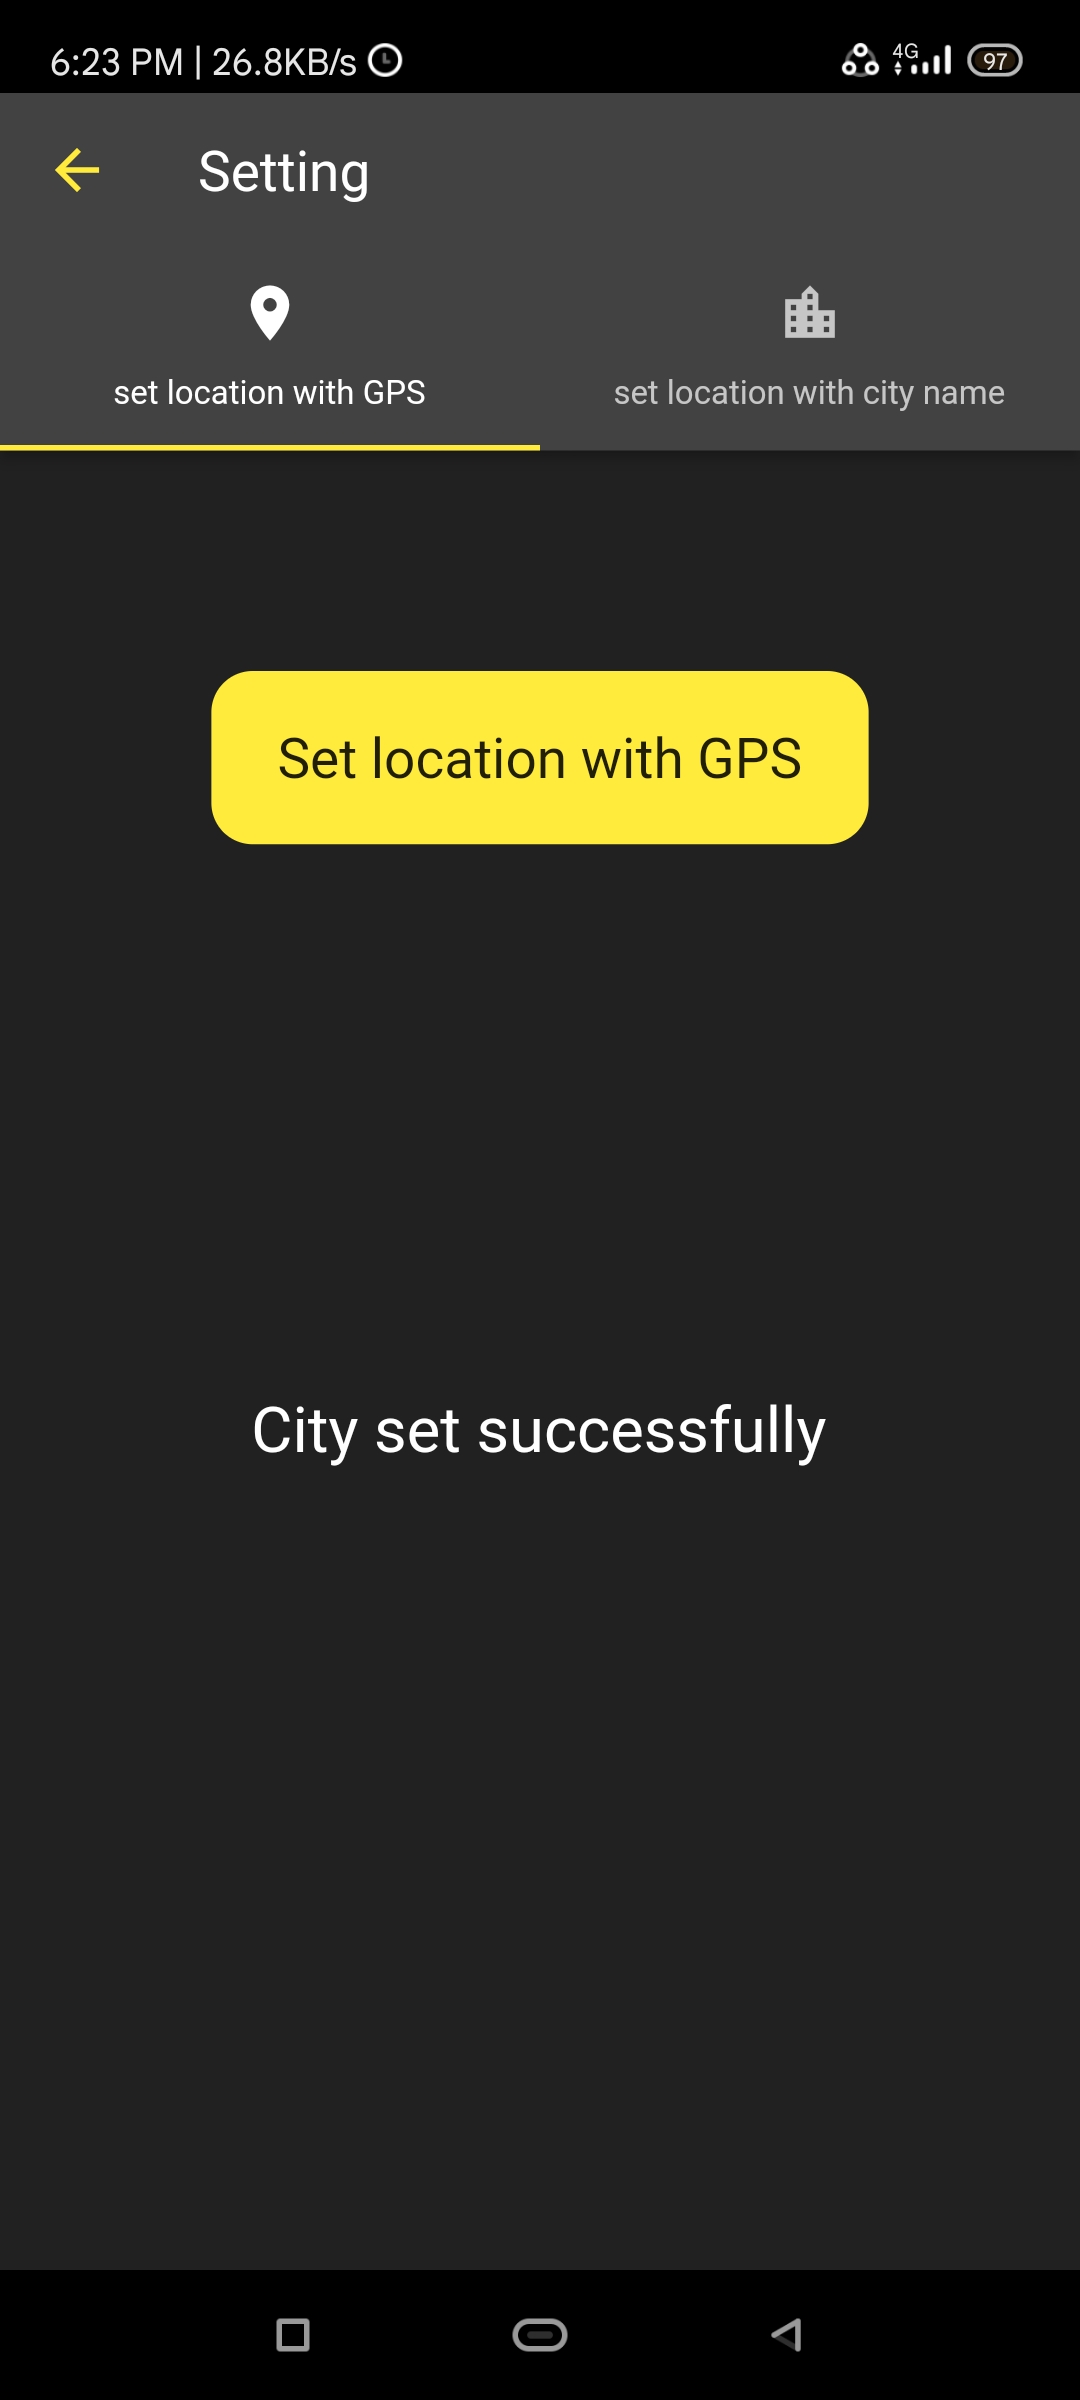 6:23 PM | 26.8KB/s
4G
97
Setting
set location with GPS
set location with city name
Set location with GPS
City set successfully